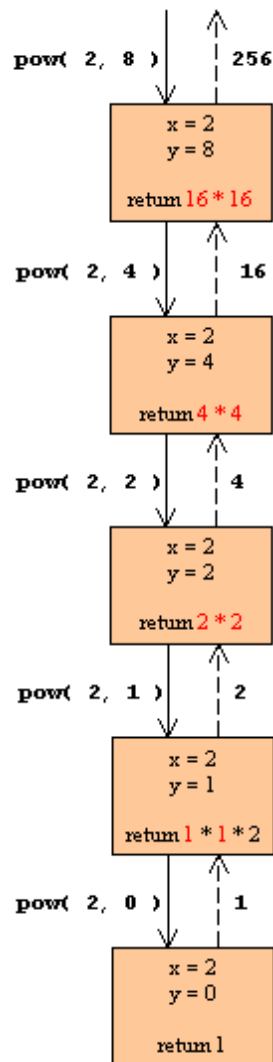 pow( 2, 8 ) 256
x = 2
y = 8
return 16 * 16
pow( 2, 4 ) 16
x = 2
y = 4
return 4 * 4
pow( 2, 2 ) 4
x = 2
y = 2
return 2 * 2
pow( 2, 1 ) 2
x = 2
y = 1
return 1 * 1 * 2
pow( 2, 0 ) 1
x = 2
y = 0
return 1